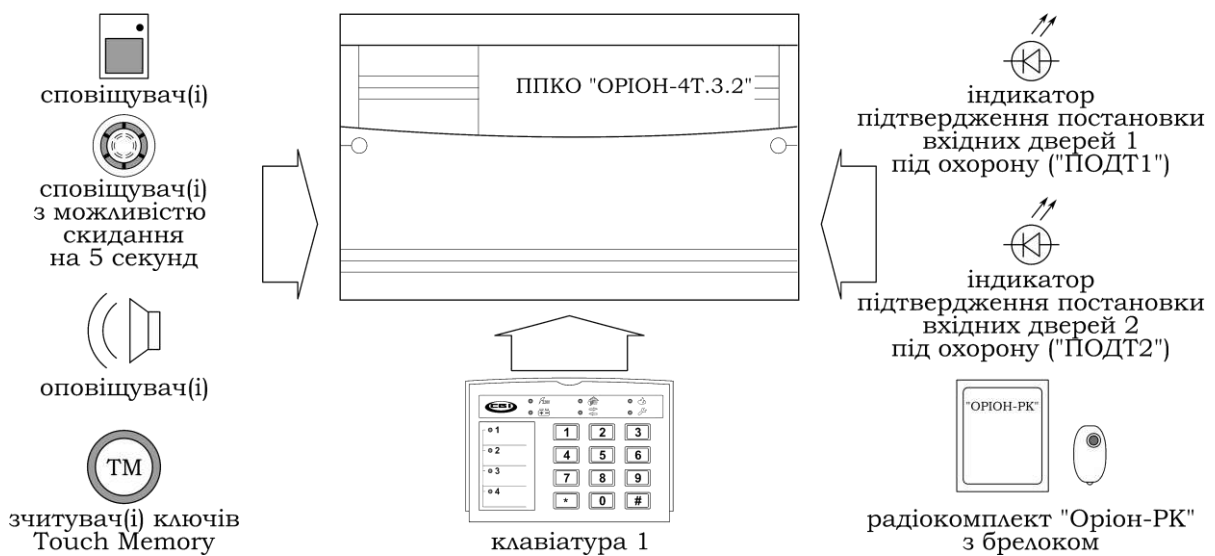 сповіщувач(і)
сповіщувач(і)
з можливістю
скидання
на 5 секунд
оповіщувач(і)
ТМ
зчитувач(і) ключів
Touch Memory
ППКО "ОРІОН-4Т.3.2"
1
2
3
4
1 2 3
4 5 6
7 8 9
* 0 #
клавіатура 1
індикатор
підтвердження постановки
вхідних дверей 1
під охорону ("ПОДТ1")
індикатор
підтвердження постановки
вхідних дверей 2
під охорону ("ПОДТ2")
"ОРІОН-РК"
радіокомплект "Оріон-РК"
з брелоком